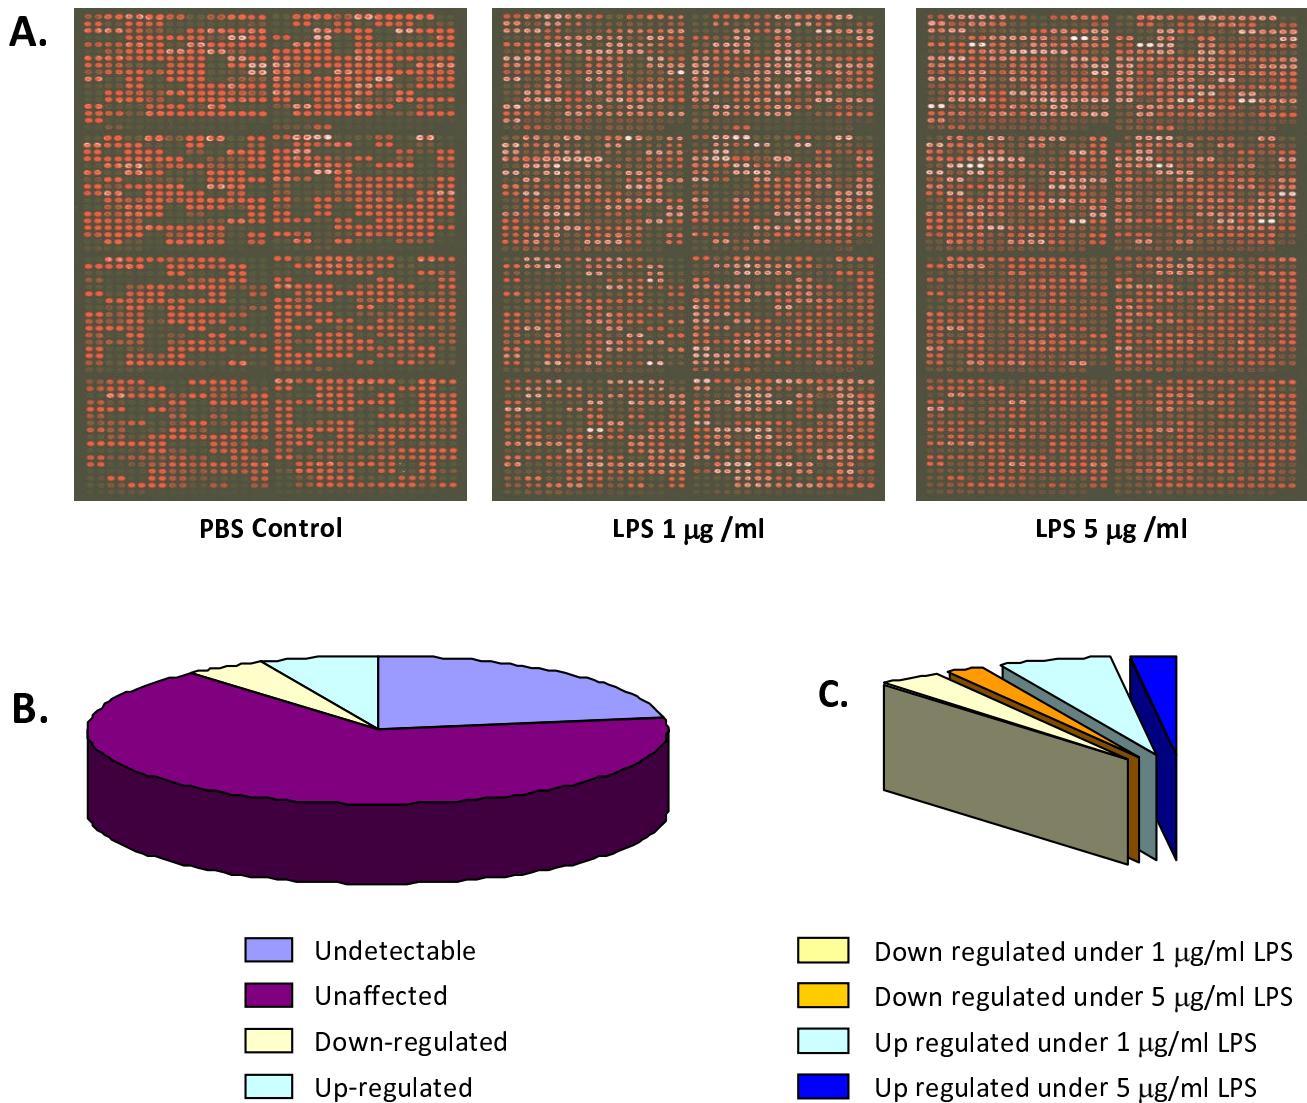 A.
PBS Control
LPS 1 μg /ml
LPS 5 μg /ml
B.
C.
Undetectable
Unaffected
Down-regulated
Up-regulated
Down regulated under 1 μg/ml LPS
Down regulated under 5 μg/ml LPS
Up regulated under 1 μg/ml LPS
Up regulated under 5 μg/ml LPS